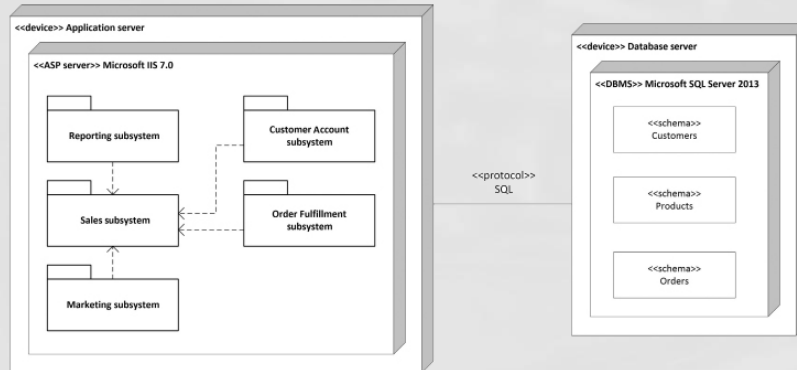 <<device>> Application server
<<ASP server>> Microsoft IIS 7.0
Reporting subsystem
Customer Account
subsystem
Sales subsystem
Order Fulfillment
subsystem
Marketing subsystem
<<protocol>>
SQL
<<device>> Database server
<<DBMS>> Microsoft SQL Server 2013
<<schema>>
Customers
<<schema>>
Products
<<schema>>
Orders